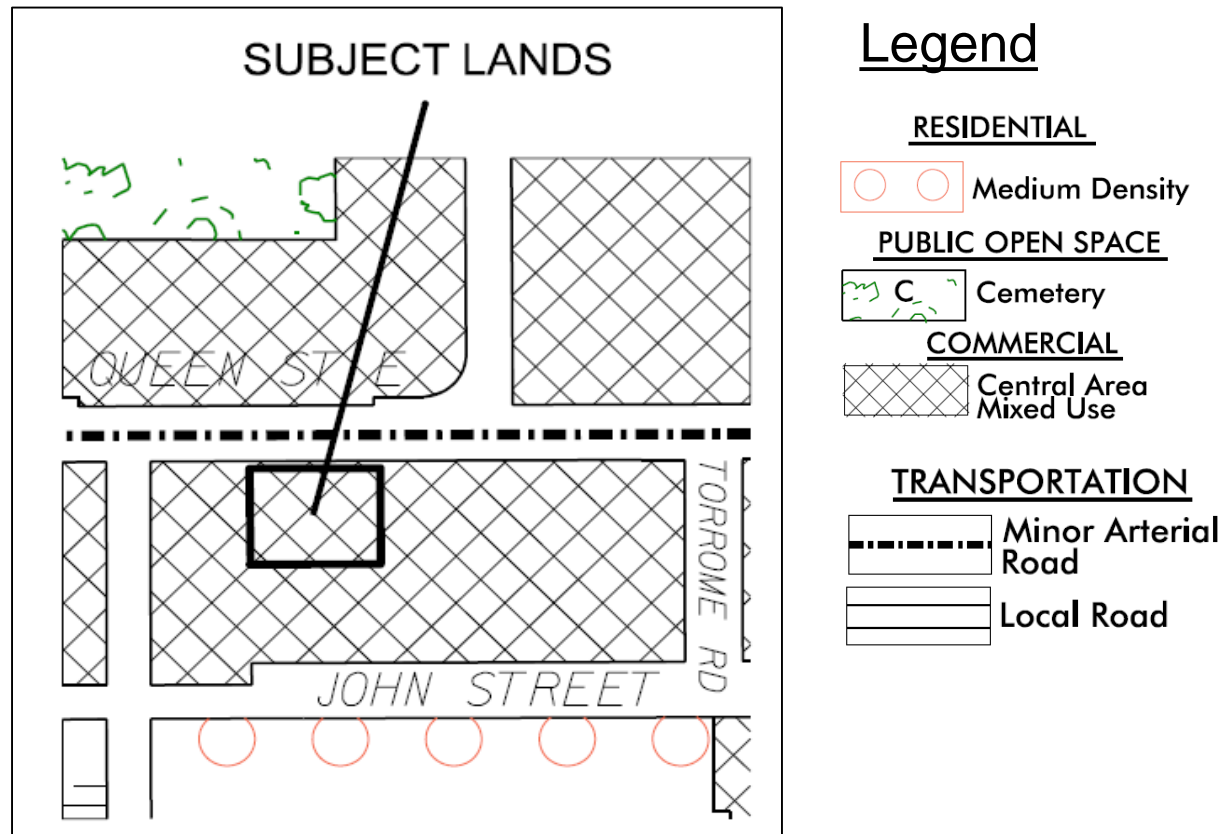 SUBJECT LANDS
QUEEN ST E
TORROME RD
JOHN STREET
Legend
RESIDENTIAL
Medium Density
PUBLIC OPEN SPACE
C
Cemetery
COMMERCIAL
Central Area
Mixed Use
TRANSPORTATION
Minor Arterial
Road
Local Road